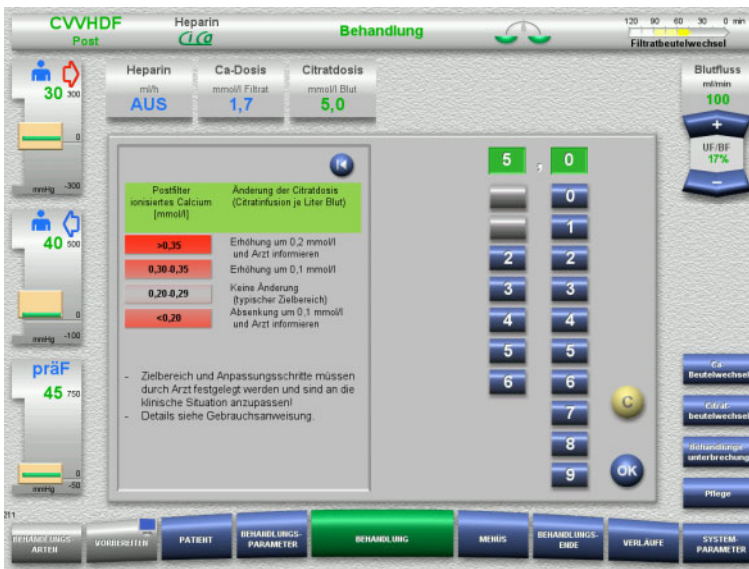 CVVHDF
Post
Heparin
CiCa
Behandlung
120 90 60 30 0 min
Filtratbeutelwechsel
30 300
0
mmHg -300
40 500
0
mmHg -100
präF
45 750
0
mmHg -50
Heparin
ml/h
AUS
Ca-Dosis
mmol/l Filtrat
1,7
Citratdosis
mmol/l Blut
5,0
Blutfluss
ml/min
100
+
UF/BF
17%
−
Postfilter
ionisiertes Calcium
[mmol/l]
Änderung der Citratdosis
(Citratinfusion je Liter Blut)
>0,35
Erhöhung um 0,2 mmol/l
und Arzt informieren
0,30-0,35
Erhöhung um 0,1 mmol/l
0,20-0,29
Keine Änderung
(typischer Zielbereich)
<0,20
Absenkung um 0,1 mmol/l
und Arzt informieren
- Zielbereich und Anpassungsschritte müssen
durch Arzt festgelegt werden und sind an die
klinische Situation anzupassen!
- Details siehe Gebrauchsanweisung.
5 , 0
0
1
2 2
3 3
4 4
5 5
6 6
7
8
9
C
OK
Ca-
Beutelwechsel
Citrat-
beutelwechsel
Behandlungs-
unterbrechung
Pflege
211
BEHANDLUNGS-
ARTEN
VORBEREITEN
PATIENT
BEHANDLUNGS-
PARAMETER
BEHANDLUNG
MENÜS
BEHANDLUNGS-
ENDE
VERLÄUFE
SYSTEM-
PARAMETER